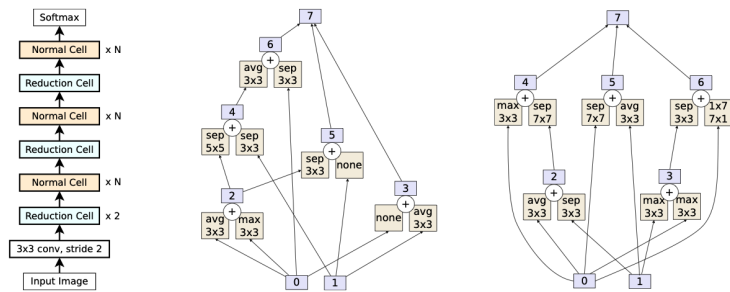 Softmax
Normal Cell x N
Reduction Cell
Normal Cell x N
Reduction Cell
Normal Cell x N
Reduction Cell x 2
3x3 conv, stride 2
Input Image
7
6
+
avg 3x3 sep 3x3
4
+
sep 5x5 sep 3x3
5
+
sep 3x3 none
2
+
avg 3x3 max 3x3
3
+
none avg 3x3
0 1
7
4 5 6
+ + +
max 3x3 sep 7x7 sep 7x7 avg 3x3 sep 3x3 1x7 7x1
2 3
+ +
avg 3x3 sep 3x3 max 3x3 max 3x3
0 1